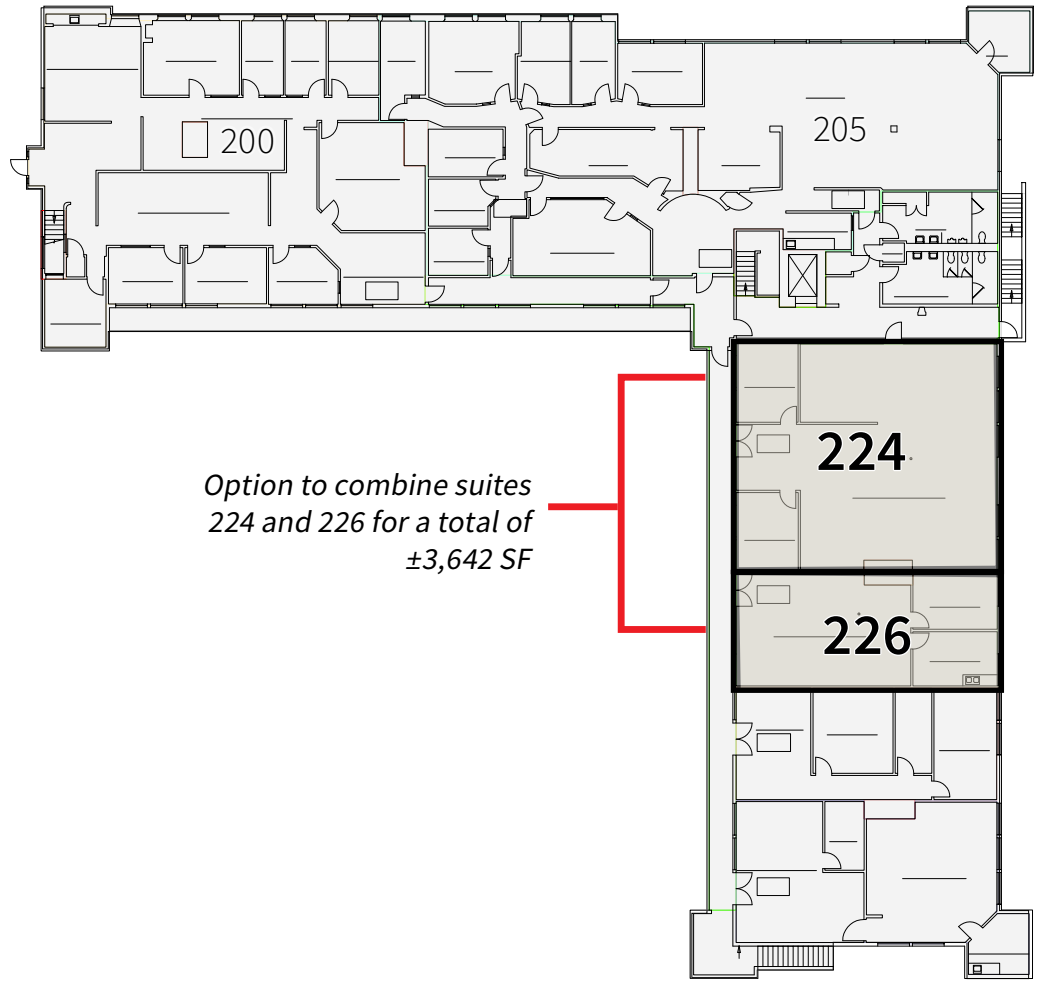 200
205
224
Option to combine suites
224 and 226 for a total of
±3,642 SF
226